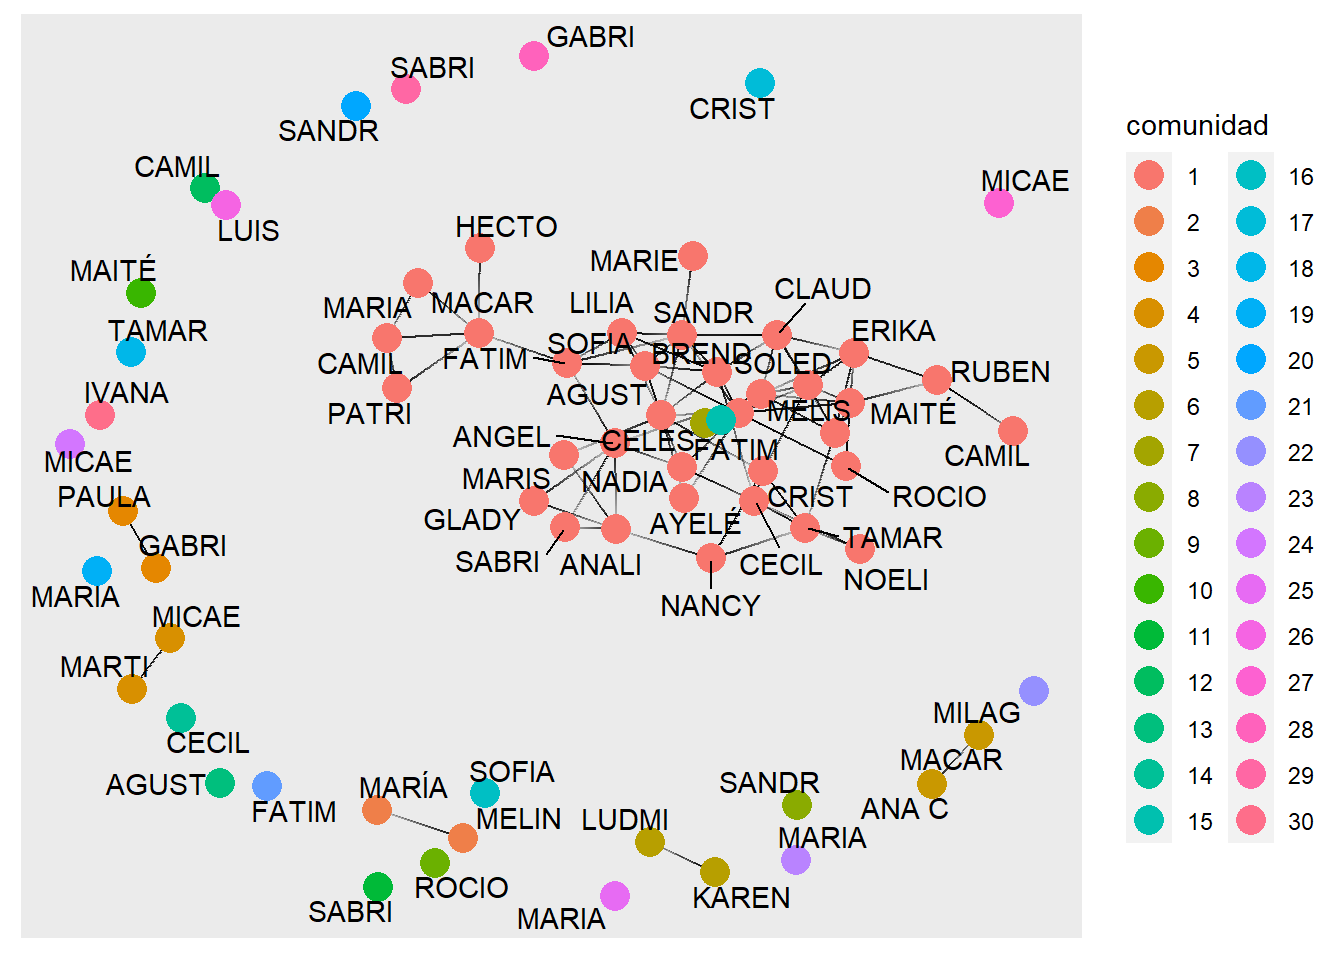 GABRI
SABRI
CRIST
SANDR
CAMIL
MICAE
LUIS
HECTO
MARIE
MAITÉ
CLAUD
LILIA
MACAR
MARIA
SANDR
TAMAR
ERIKA
SOFIA
BREND
FATIM
CAMIL
SOLED
RUBEN
IVANA
AGUST
PATRI
MENS
MAITÉ
ANGEL
CELES
FATIM
CAMIL
MICAE
MARIS
NADIA
PAULA
CRIST
ROCIO
GLADY
AYELÉ
TAMAR
GABRI
SABRI
ANALI
CECIL
NOELI
MARIA
NANCY
MICAE
MARTI
MILAG
CECIL
MACAR
AGUST
FATIM
MARÍA
SOFIA
SANDR
ANA C
MELIN
LUDMI
MARIA
ROCIO
KAREN
SABRI
MARIA
comunidad
1
2
3
4
5
6
7
8
9
10
11
12
13
14
15
16
17
18
19
20
21
22
23
24
25
26
27
28
29
30